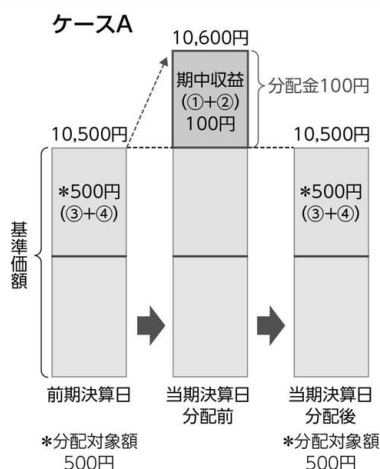 ケースA
10,600円
期中収益
(①+②)
100円
分配金100円
10,500円
10,500円
*500円
(③+④)
*500円
(③+④)
基準価額
前期決算日
当期決算日
分配前
当期決算日
分配後
*分配対象額
500円
*分配対象額
500円